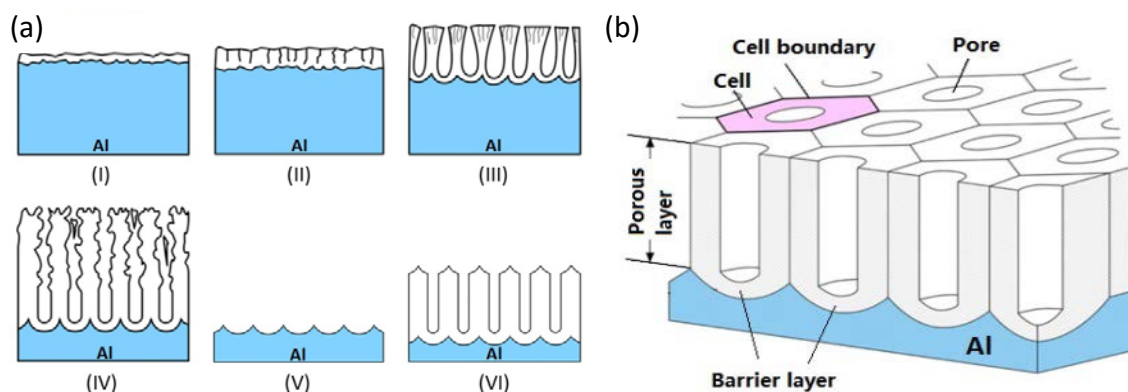 (a)
Al
(I)
Al
(II)
Al
(III)
Al
(IV)
Al
(V)
Al
(VI)
(b)
Cell boundary
Pore
Cell
Porous
layer
Al
Barrier layer